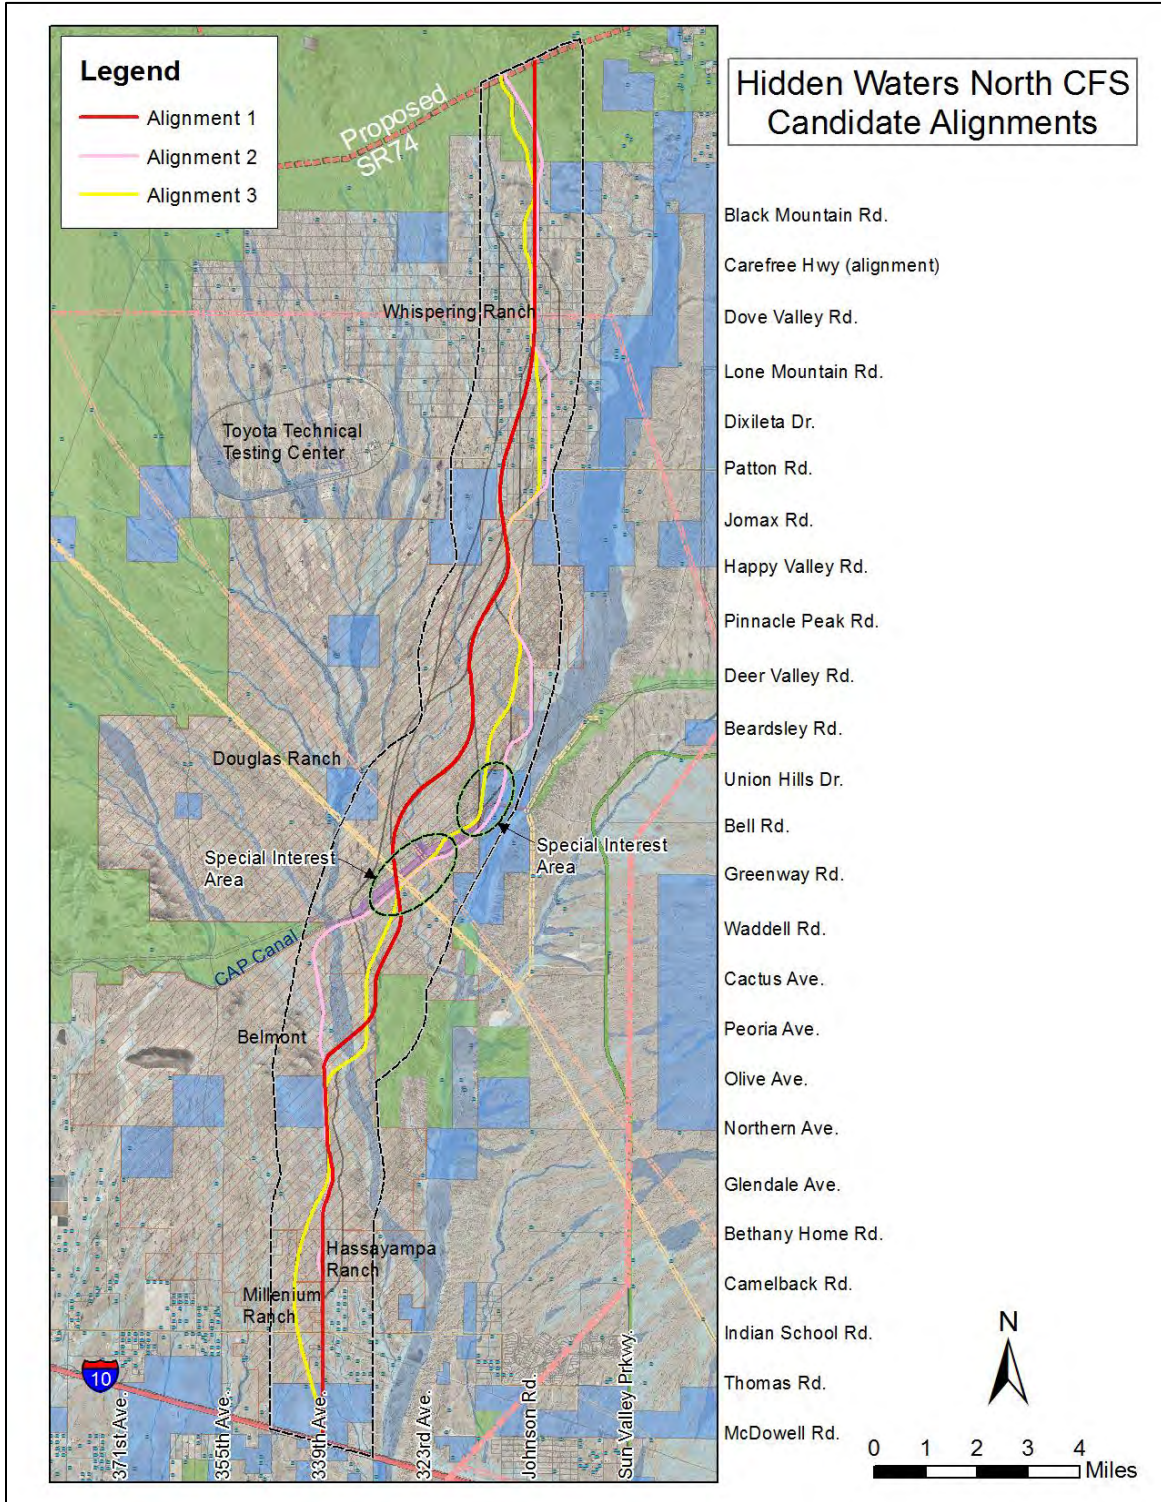 Legend
Alignment 1
Alignment 2
Alignment 3
Hidden Waters North CFS
Candidate Alignments
Proposed
SR74
Black Mountain Rd.
Carefree Hwy (alignment)
Whispering Ranch
Dove Valley Rd.
Lone Mountain Rd.
Toyota Technical
Testing Center
Dixileta Dr.
Patton Rd.
Jomax Rd.
Happy Valley Rd.
Pinnacle Peak Rd.
Deer Valley Rd.
Beardsley Rd.
Douglas Ranch
Union Hills Dr.
Bell Rd.
Special Interest
Area
Special Interest
Area
Greenway Rd.
Waddell Rd.
CAP Canal
Cactus Ave.
Belmont
Peoria Ave.
Olive Ave.
Northern Ave.
Glendale Ave.
Bethany Home Rd.
Hassayampa
Ranch
Camelback Rd.
Millenium
Ranch
Indian School Rd.
Thomas Rd.
McDowell Rd.
10
371st Ave.
355th Ave.
339th Ave.
323rd Ave.
Johnson Rd.
Sun Valley Prkwy.
N
0 1 2 3 4
Miles